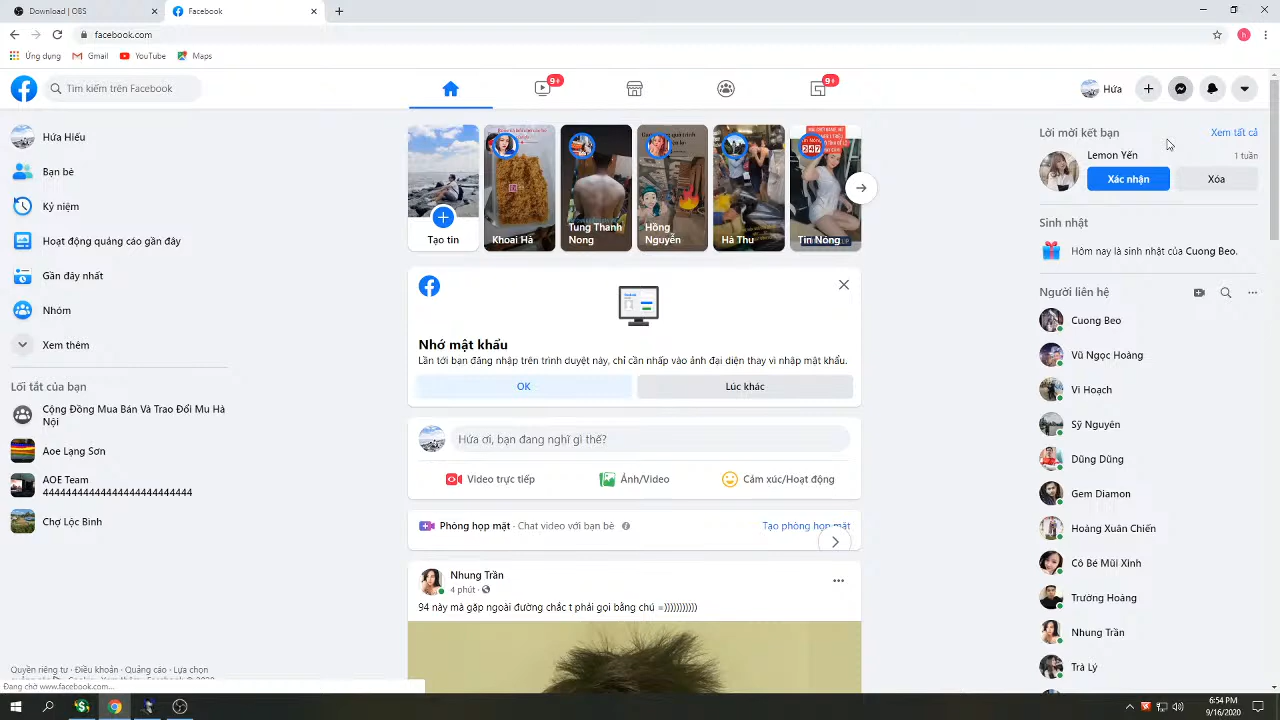 Download | OBS
Facebook
facebook.com
h
Ứng dụng
Gmail
YouTube
Maps
Tìm kiếm trên Facebook
9+
9+
Hứa
Hứa Hiếu
Bạn bè
Kỷ niệm
Hoạt động quảng cáo gần đây
Gần đây nhất
Nhóm
Xem thêm
Lối tắt của bạn
Cộng Đồng Mua Bán Và Trao Đổi Mu Hà
Nội
Aoe Lạng Sơn
AOE Team
44444444444444444444444444
Chợ Lộc Bình
Quyền riêng tư · Điều khoản · Quảng cáo · Lựa chọn
Đang chờ www.facebook.com...
Tạo tin
Khoai Hà
Tung Thanh
Nong
Hồng
Nguyễn
Hà Thu
247
Tin Nóng
Nhớ mật khẩu
Lần tới bạn đăng nhập trên trình duyệt này, chỉ cần nhấp vào ảnh đại diện thay vì nhập mật khẩu.
OK
Lúc khác
Hứa ơi, bạn đang nghĩ gì thế?
Video trực tiếp
Ảnh/Video
Cảm xúc/Hoạt động
Phòng họp mặt · Chat video với bạn bè
Tạo phòng họp mặt
Nhung Trần
4 phút ·
94 này mà gặp ngoài đường chắc t phải gọi bằng chú =)))))))))))
Lời mời kết bạn
Xem tất cả
Lemon Yến
1 tuần
Xác nhận
Xóa
Sinh nhật
Hôm nay là sinh nhật của Cuong Beo.
Người liên hệ
Cuong Beo
Vũ Ngọc Hoàng
Vi Hoạch
Sỹ Nguyên
Dũng Dũng
Gem Diamon
Hoàng Xuân Chiến
Cô Bé Mũi Xinh
Trường Hoàng
Nhung Trần
Trà Lý
6:54 PM
9/16/2020